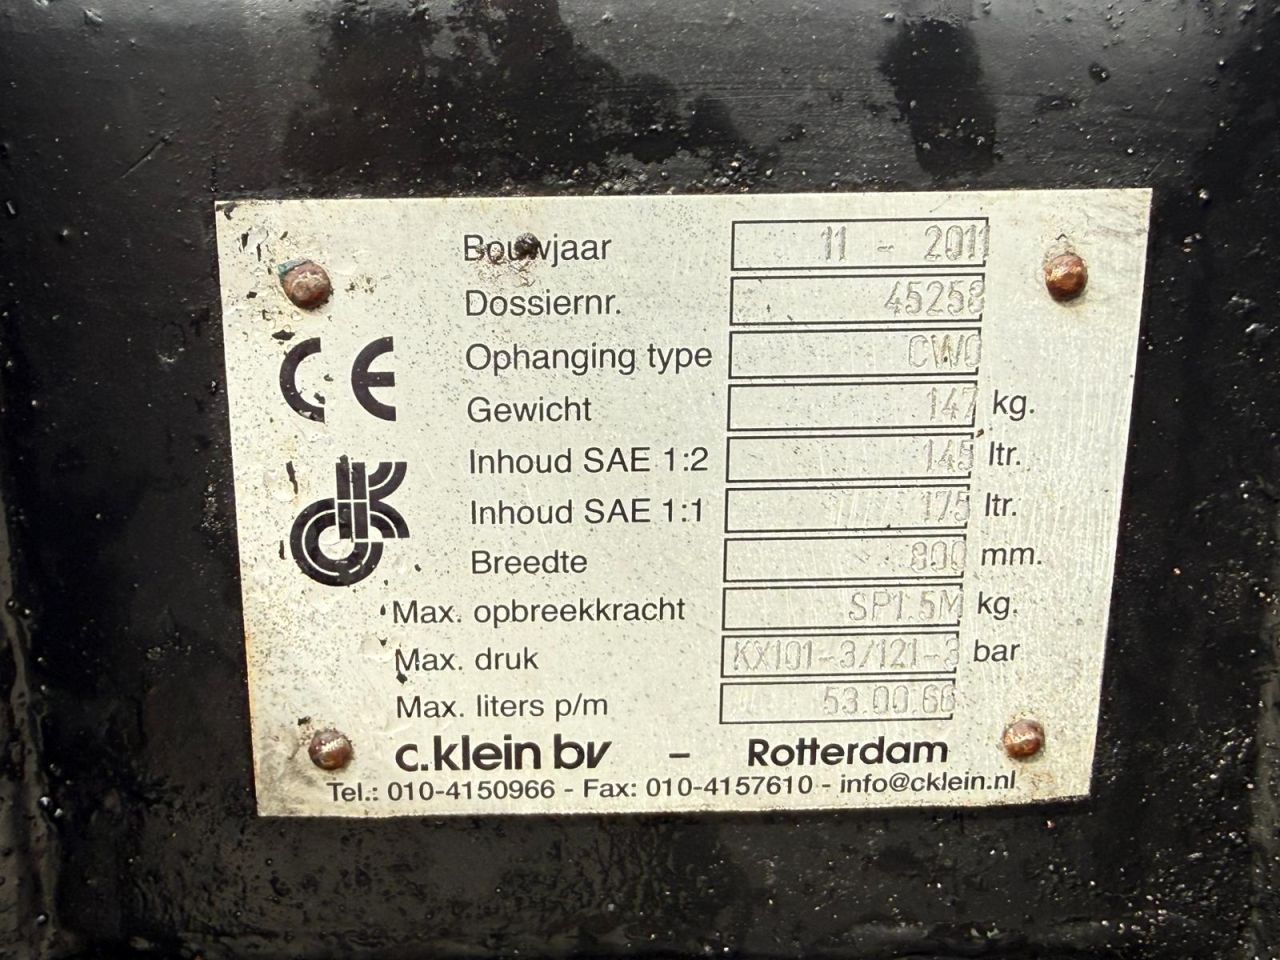 Bouwjaar 11 - 2011
Dossiernr. 45258
CE
Ophanging type CW0
Gewicht 147 kg.
Inhoud SAE 1:2 145 ltr.
CK
Inhoud SAE 1:1 175 ltr.
Breedte 800 mm.
Max. opbreekkracht SP1.5M kg.
Max. druk KX101-3/121-3 bar
Max. liters p/m 53.00.66
c.klein bv – Rotterdam
Tel.: 010-4150966 - Fax: 010-4157610 - info@cklein.nl